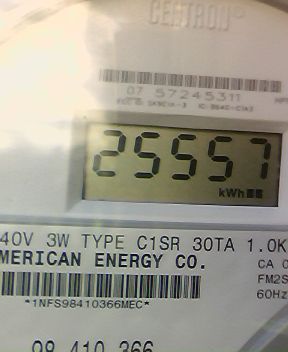 CENTRON®
07 57245311
25557
kWh
40V 3W TYPE C1SR 30TA 1.0K
MERICAN ENERGY CO.
CA 0
FM2S
60Hz
*1NFS98410366MEC*
98 410 366